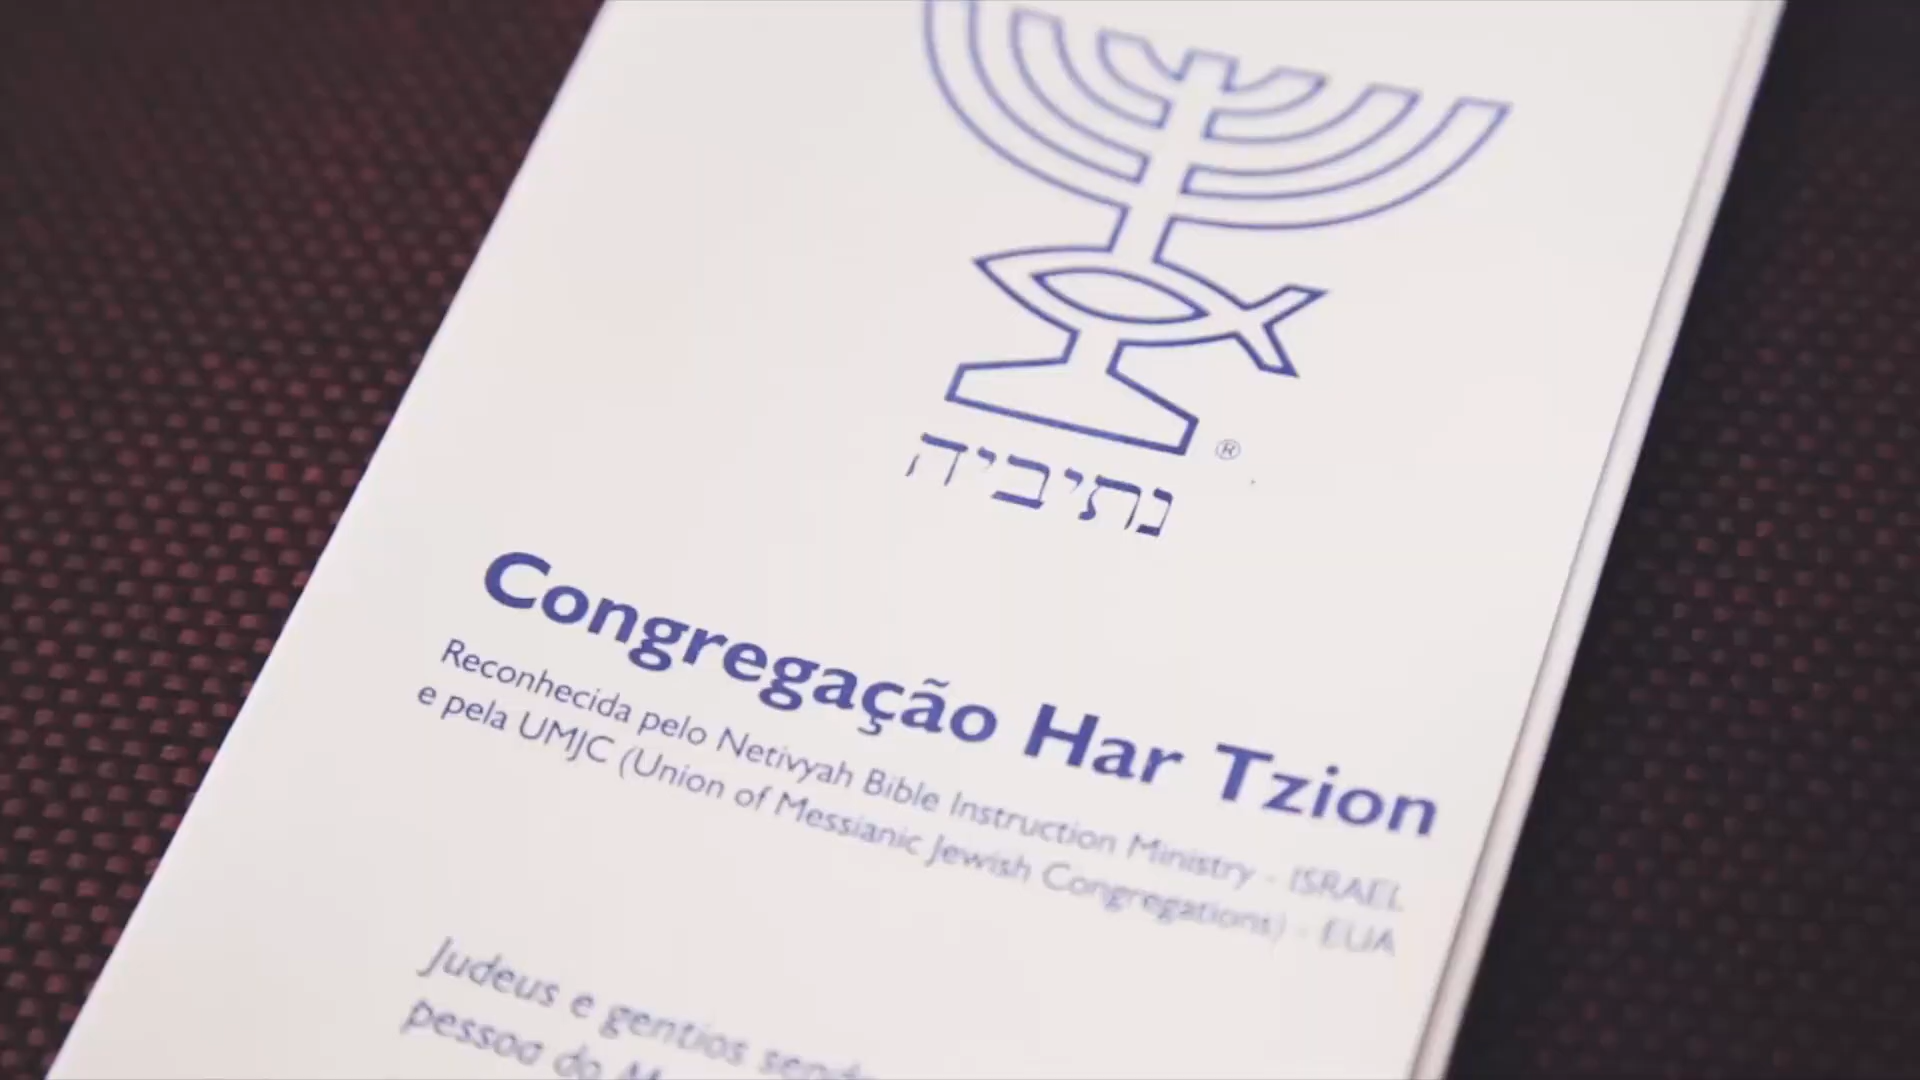 ®
נתיביה
Congregação Har Tzion
Reconhecida pelo Netivyah Bible Instruction Ministry - ISRAEL
e pela UMJC (Union of Messianic Jewish Congregations) - EUA
Judeus e gentios
pessoa do